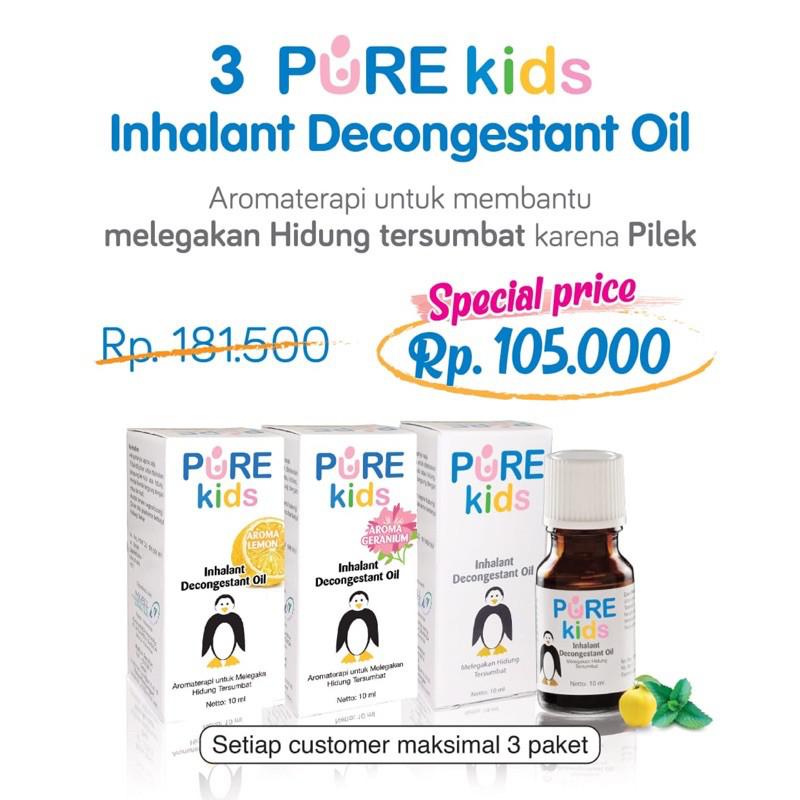 3 PURE kids
Inhalant Decongestant Oil
Aromaterapi untuk membantu
melegakan Hidung tersumbat karena Pilek
Rp. 181.500
Special price
Rp. 105.000
PURE
kids
AROMA
LEMON
Inhalant
Decongestant Oil
Aromaterapi untuk Melegakan
Hidung Tersumbat
Netto: 10 ml
PURE
kids
AROMA
GERANIUM
Inhalant
Decongestant Oil
Aromaterapi untuk Melegakan
Hidung Tersumbat
Netto: 10 ml
PURE
kids
Inhalant
Decongestant Oil
Melegakan Hidung
Tersumbat
Netto: 10 ml
PURE
kids
Inhalant
Decongestant Oil
Melegakan Hidung
Tersumbat
Netto: 10 ml
Setiap customer maksimal 3 paket